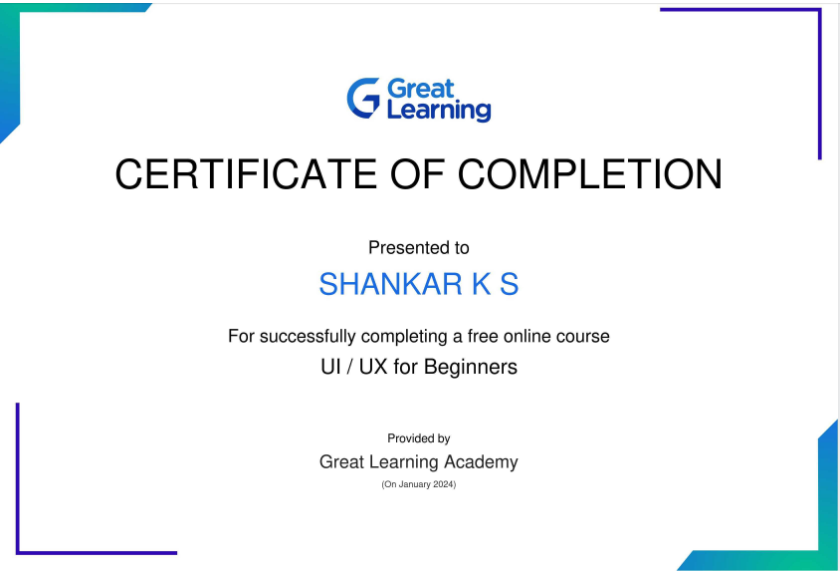 Great
Learning
CERTIFICATE OF COMPLETION
Presented to
SHANKAR K S
For successfully completing a free online course
UI / UX for Beginners
Provided by
Great Learning Academy
(On January 2024)